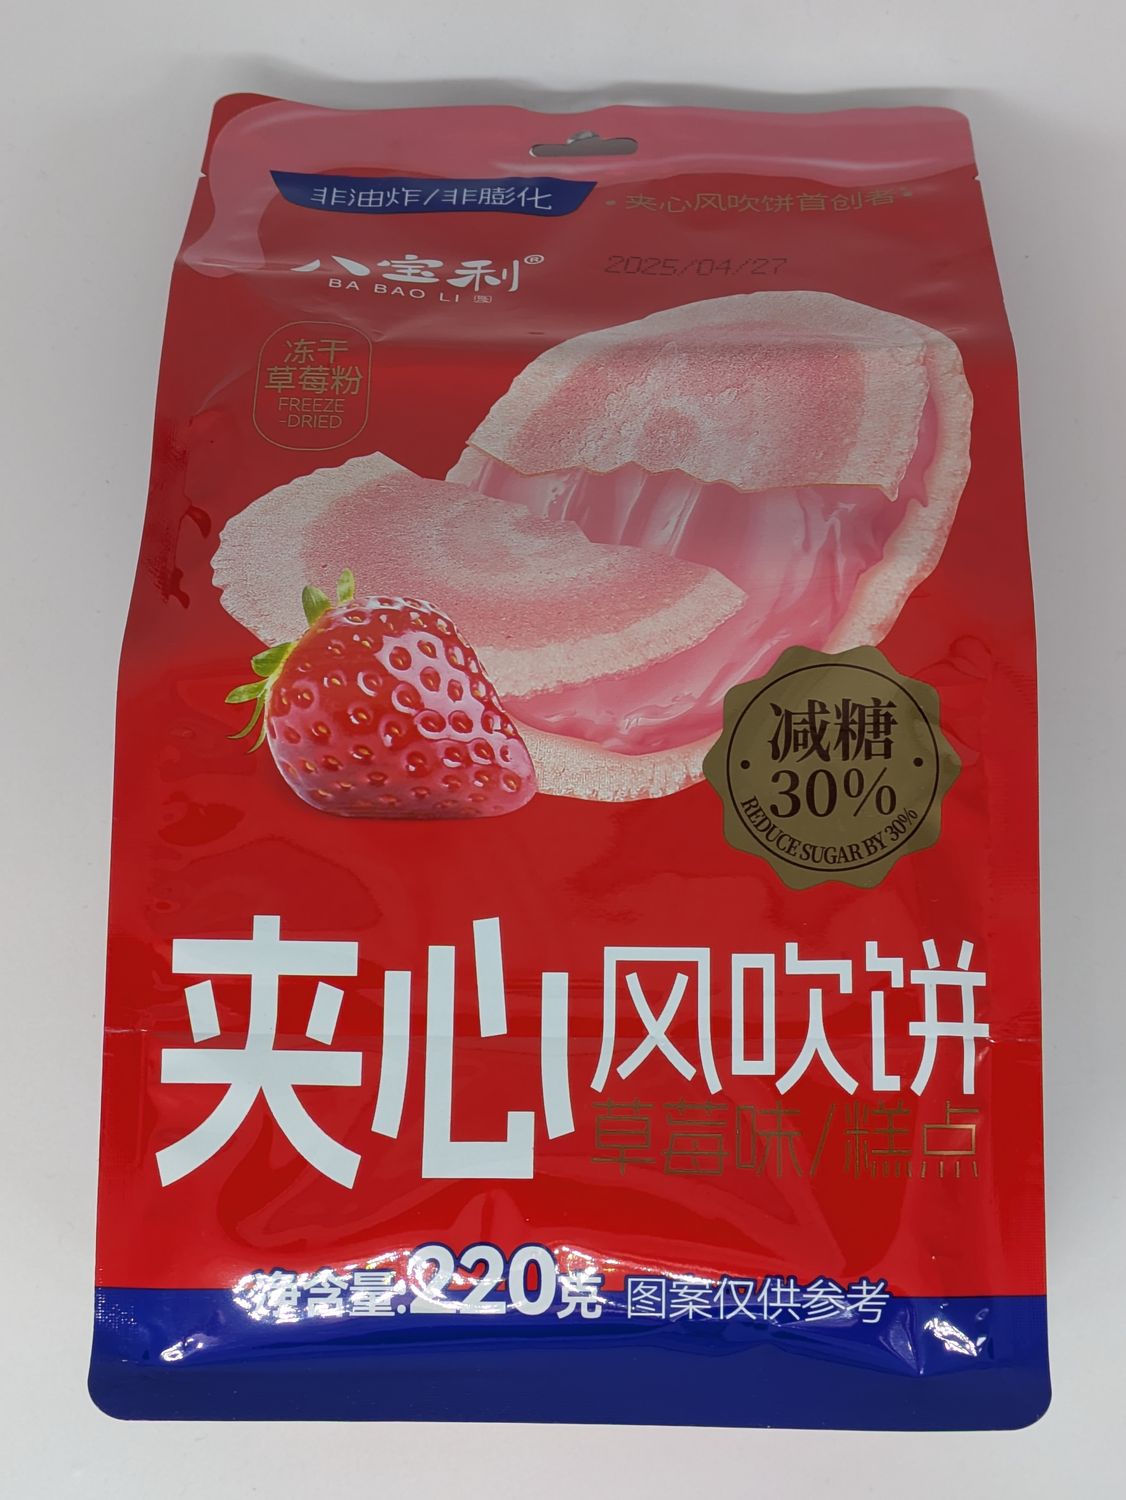 非油炸/非膨化
•夹心风吹饼首创者•
八宝利®
BA BAO LI
2025/04/27
冻干
草莓粉
FREEZE
-DRIED
减糖
30%
REDUCE SUGAR BY 30%
夹心风吹饼
草莓味/糕点
净含量:220克 图案仅供参考